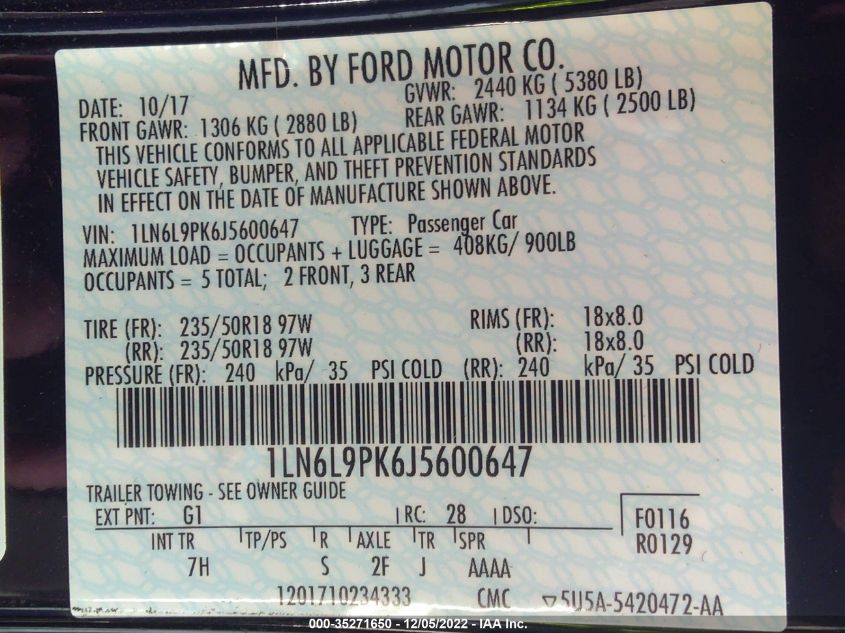 MFD. BY FORD MOTOR CO.
DATE: 10/17 GVWR: 2440 KG ( 5380 LB)
FRONT GAWR: 1306 KG ( 2880 LB) REAR GAWR: 1134 KG ( 2500 LB)
THIS VEHICLE CONFORMS TO ALL APPLICABLE FEDERAL MOTOR
VEHICLE SAFETY, BUMPER, AND THEFT PREVENTION STANDARDS
IN EFFECT ON THE DATE OF MANUFACTURE SHOWN ABOVE.
VIN: 1LN6L9PK6J5600647 TYPE: Passenger Car
MAXIMUM LOAD = OCCUPANTS + LUGGAGE = 408KG/ 900LB
OCCUPANTS = 5 TOTAL; 2 FRONT, 3 REAR
TIRE (FR): 235/50R18 97W RIMS (FR): 18x8.0
(RR): 235/50R18 97W (RR): 18x8.0
PRESSURE (FR): 240 kPa/ 35 PSI COLD (RR): 240 kPa/ 35 PSI COLD
1LN6L9PK6J5600647
TRAILER TOWING - SEE OWNER GUIDE
EXT PNT: G1 RC: 28 DSO: F0116
INT TR TP/PS R AXLE TR SPR R0129
7H S 2F J AAAA
1201710234333 CMC ▽5U5A-5420472-AA
000-35271650 - 12/05/2022 - IAA Inc.